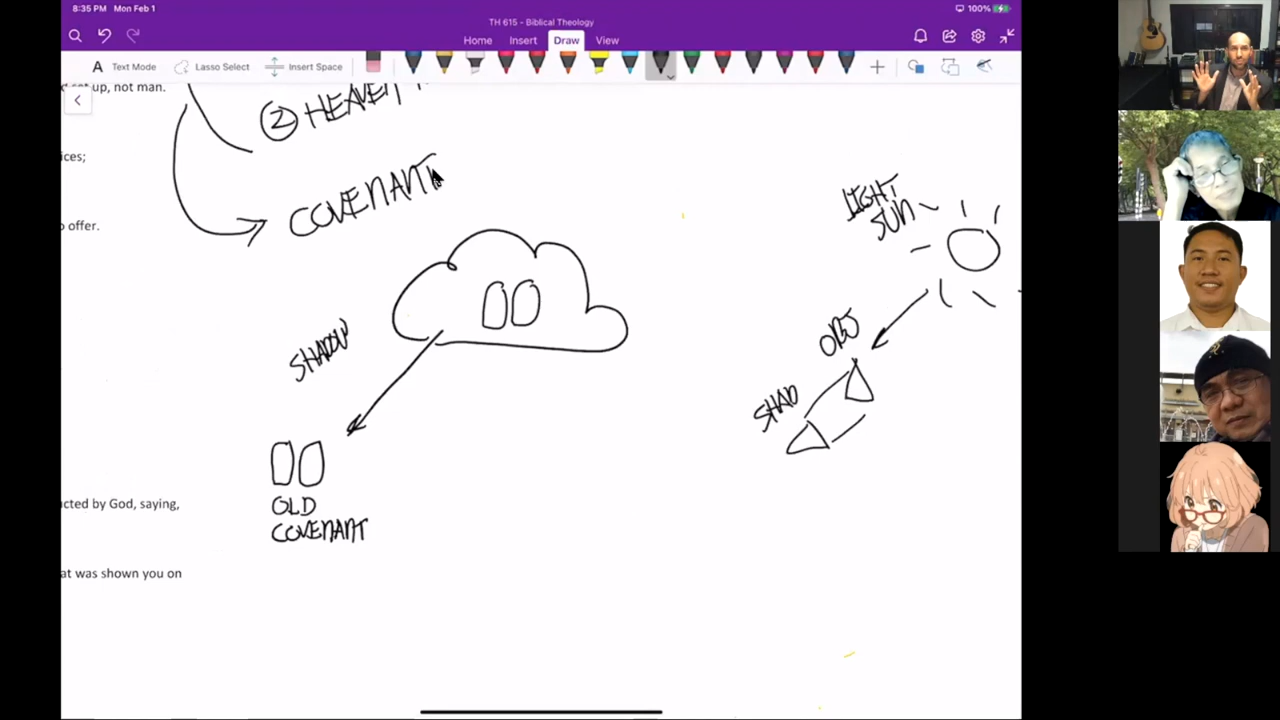 8:35 PM Mon Feb 1
100%
TH 615 - Biblical Theology
Home Insert Draw View
A Text Mode
Lasso Select
Insert Space
set up, not man.
② HEAVEN
ices;
offer.
COVENANT
LIGHT
SUN
SHADOW
OBJ
SHAD
OLD
COVENANT
acted by God, saying,
at was shown you on